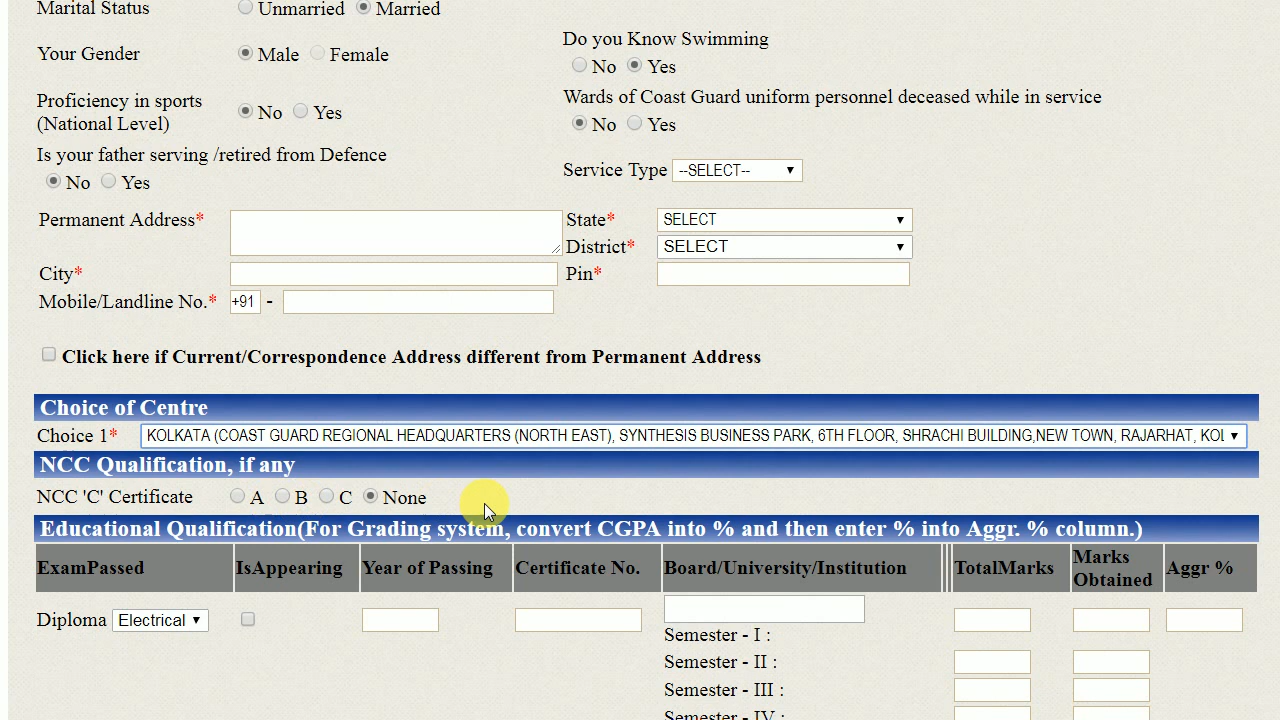 Marital Status Unmarried Married
Your Gender Male Female
Do you Know Swimming
No Yes
Proficiency in sports
(National Level) No Yes
Wards of Coast Guard uniform personnel deceased while in service
No Yes
Is your father serving /retired from Defence
No Yes
Service Type --SELECT--
Permanent Address* State* SELECT
District* SELECT
City* Pin*
Mobile/Landline No.* +91 -
Click here if Current/Correspondence Address different from Permanent Address
Choice of Centre
Choice 1* KOLKATA (COAST GUARD REGIONAL HEADQUARTERS (NORTH EAST), SYNTHESIS BUSINESS PARK, 6TH FLOOR, SHRACHI BUILDING,NEW TOWN, RAJARHAT, KOL
NCC Qualification, if any
NCC 'C' Certificate A B C None
Educational Qualification(For Grading system, convert CGPA into % and then enter % into Aggr. % column.)
ExamPassed IsAppearing Year of Passing Certificate No. Board/University/Institution TotalMarks Marks Obtained Aggr %
Diploma Electrical
Semester - I :
Semester - II :
Semester - III :
Semester - IV :